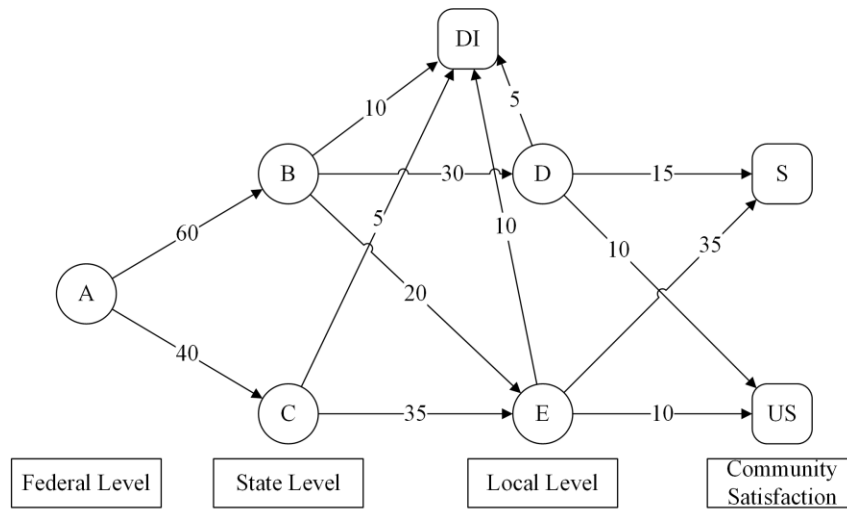 DI
10
5
B
30
D
15
S
5
10
35
60
10
A
20
40
C
35
E
10
US
Federal Level
State Level
Local Level
Community
Satisfaction